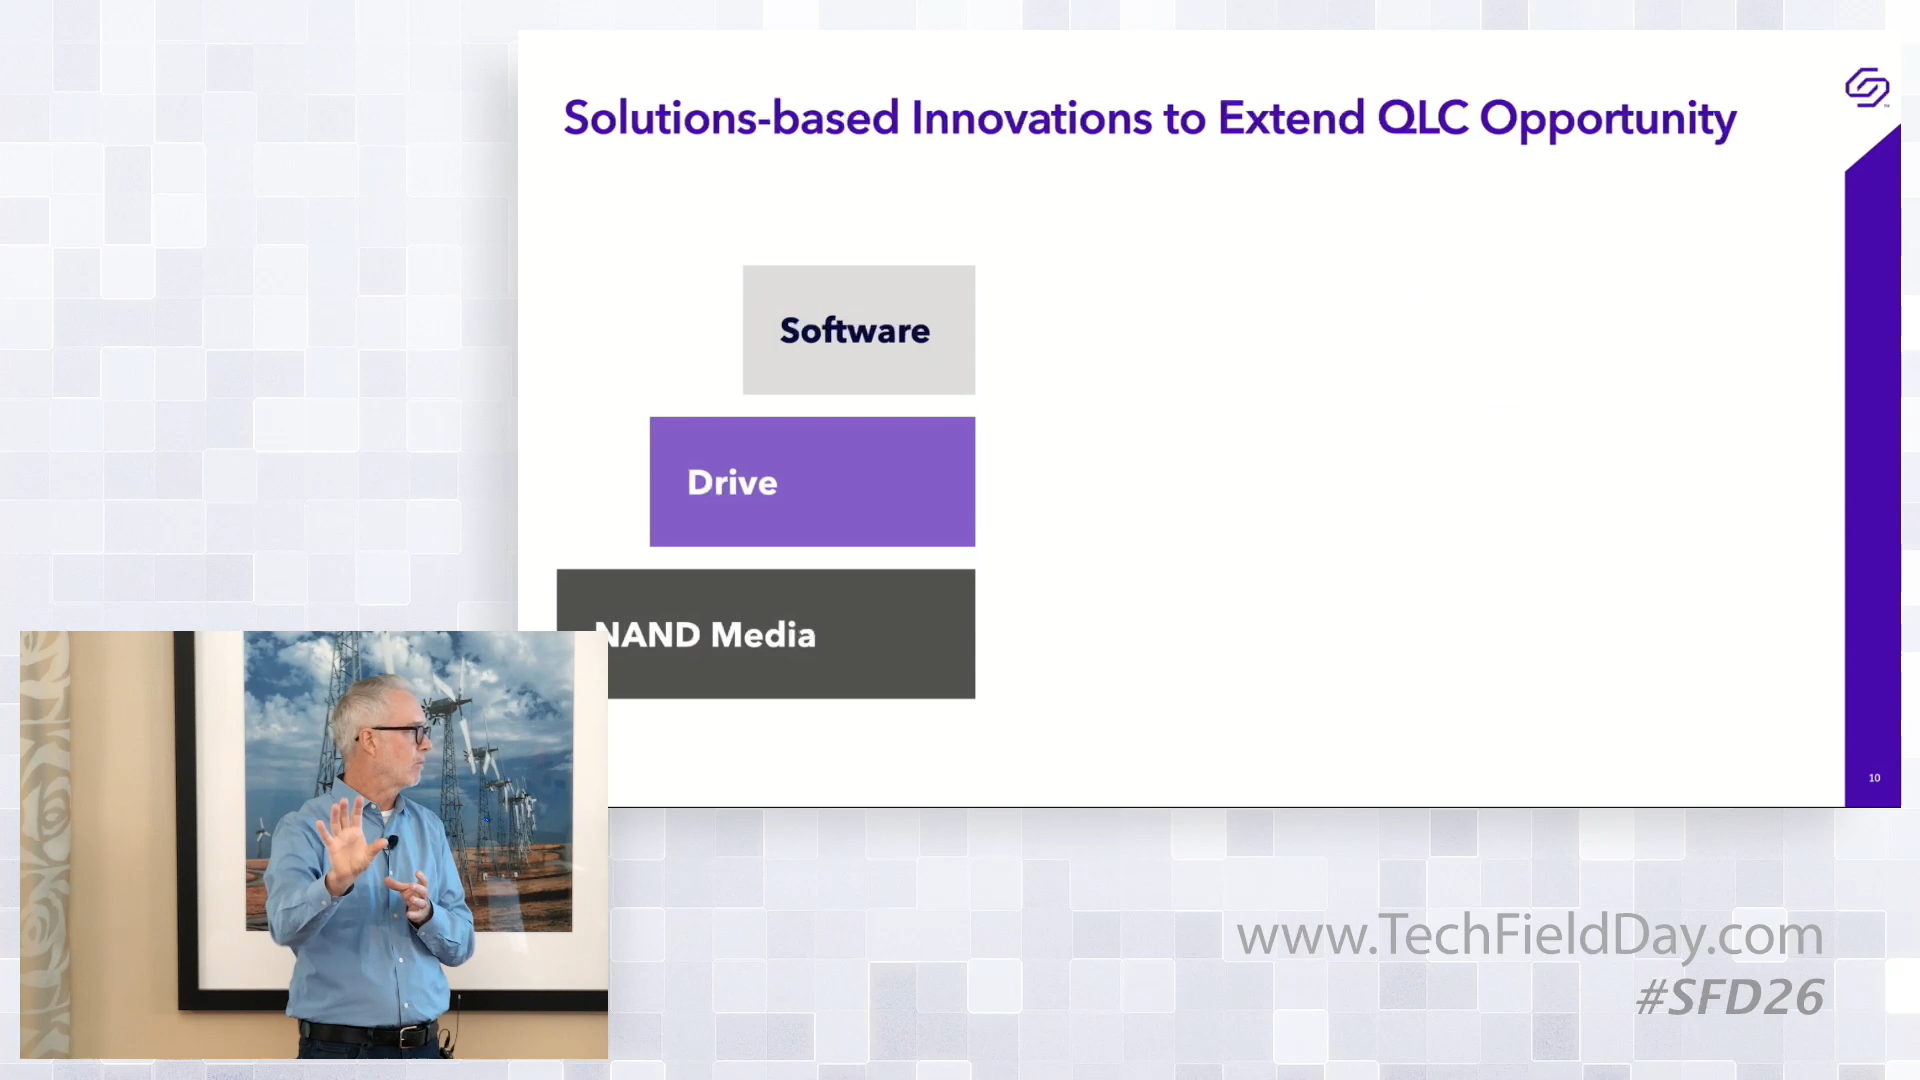 Solutions-based Innovations to Extend QLC Opportunity
Software
Drive
NAND Media
10
www.TechFieldDay.com
#SFD26